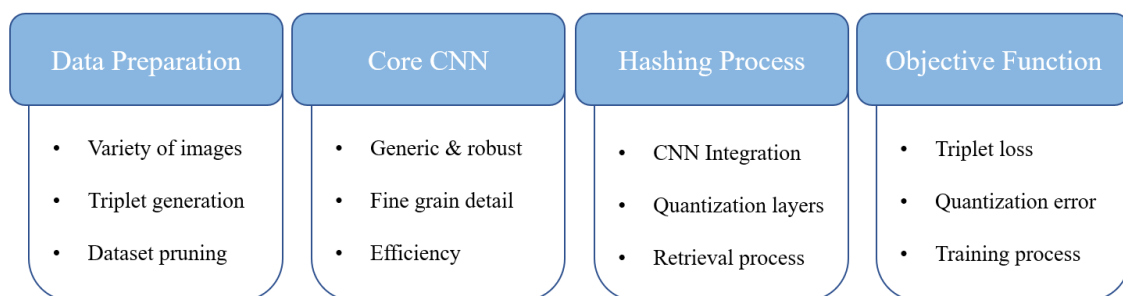 Data Preparation
• Variety of images
• Triplet generation
• Dataset pruning
Core CNN
• Generic & robust
• Fine grain detail
• Efficiency
Hashing Process
• CNN Integration
• Quantization layers
• Retrieval process
Objective Function
• Triplet loss
• Quantization error
• Training process